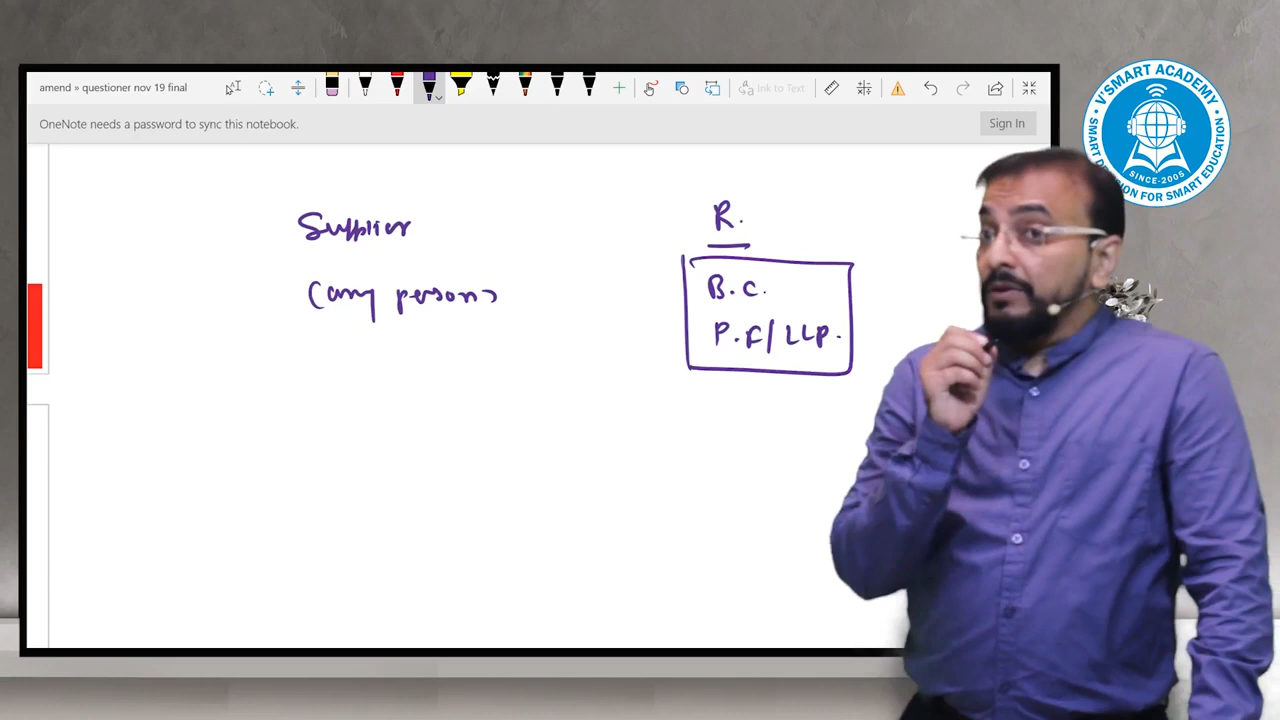 amend » questioner nov 19 final
Ink to Text
OneNote needs a password to sync this notebook.
Sign In
Supplier
(any person)
R.
B.C.
P.F/LLP.
V'SMART ACADEMY
SMART DECISION FOR SMART EDUCATION
SINCE-2005